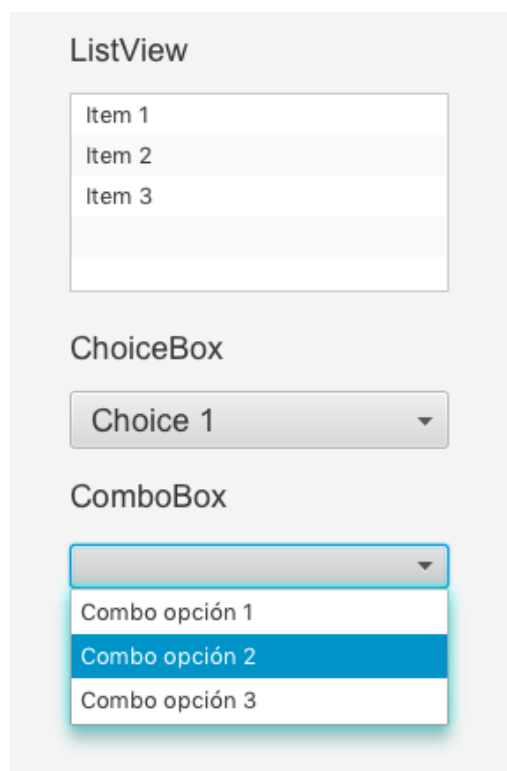 ListView
Item 1
Item 2
Item 3
ChoiceBox
Choice 1
ComboBox
Combo opción 1
Combo opción 2
Combo opción 3